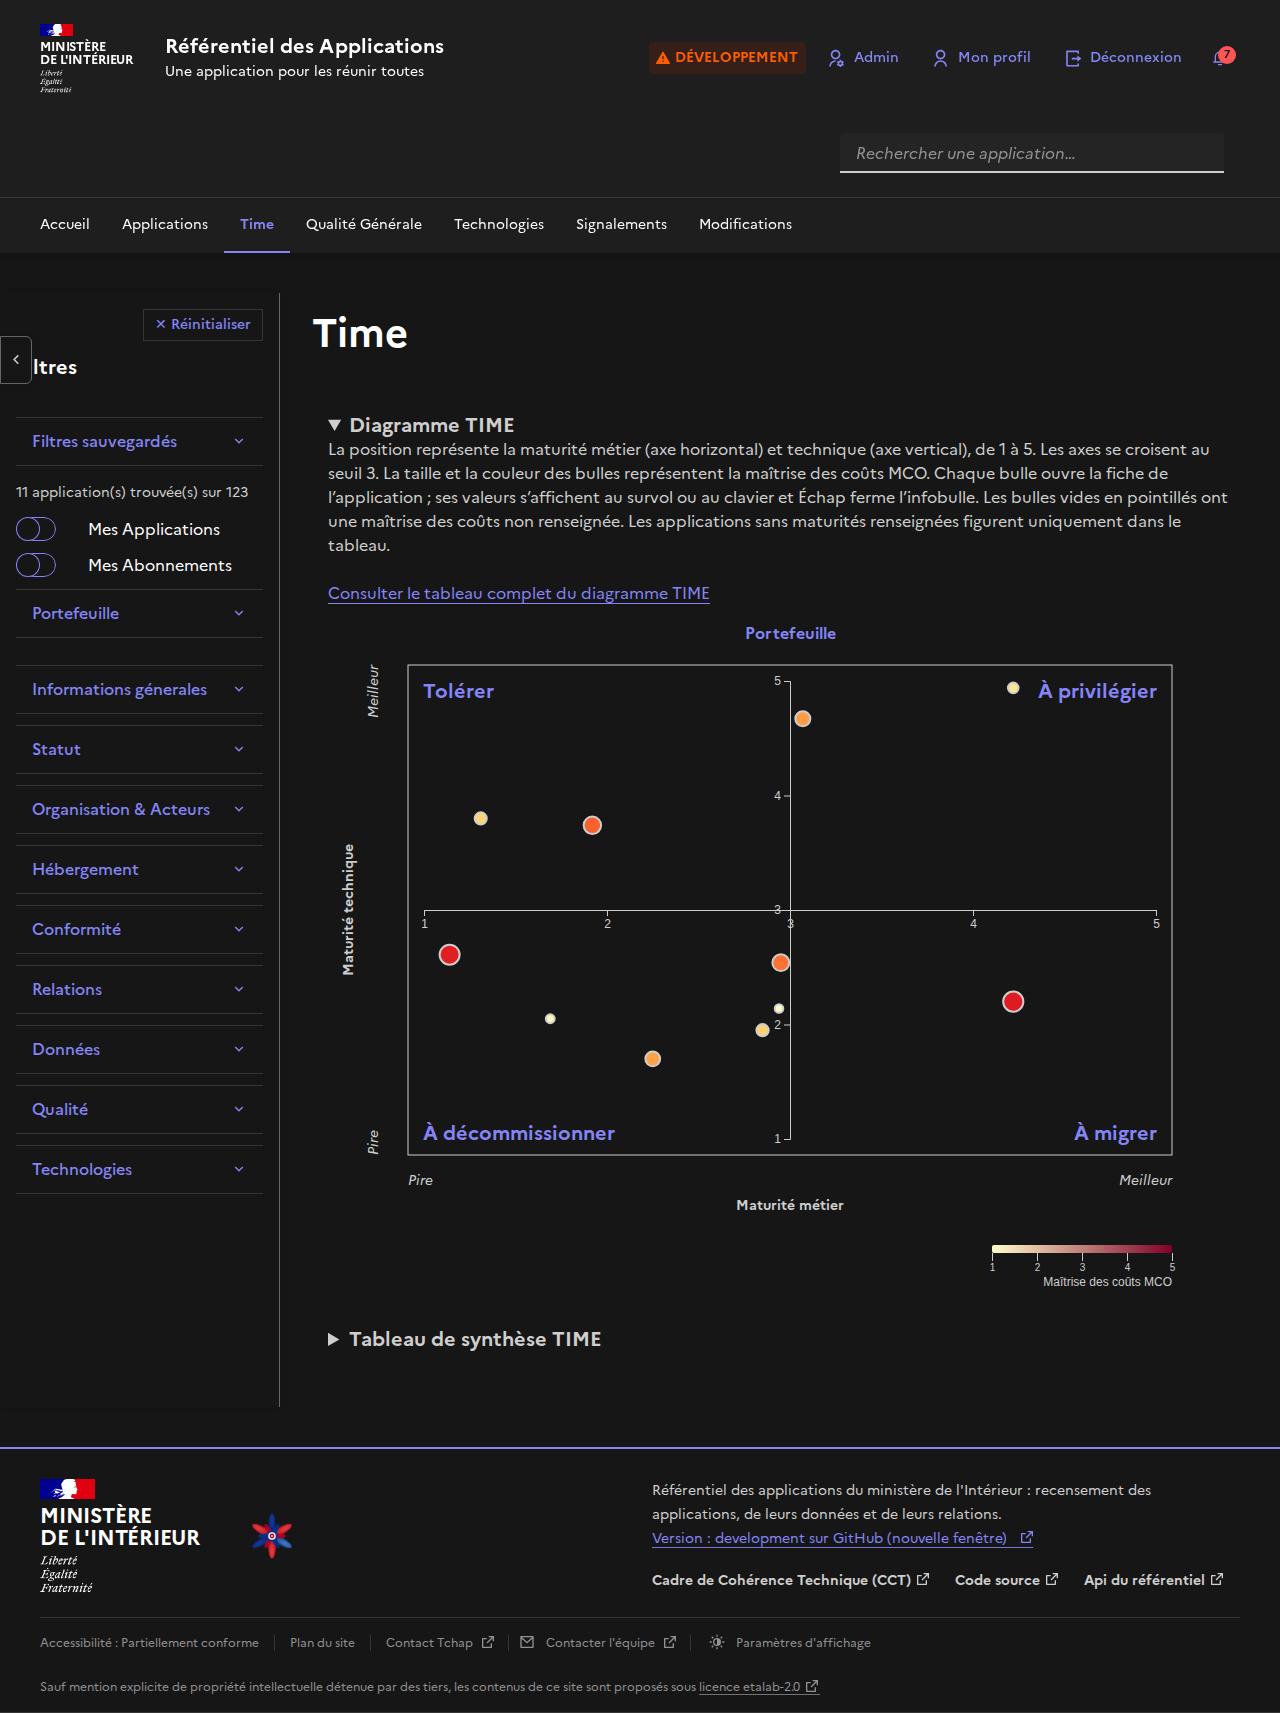 MINISTÈRE
DE L'INTÉRIEUR
Liberté
Égalité
Fraternité
Référentiel des Applications
Une application pour les réunir toutes
DÉVELOPPEMENT
Admin
Mon profil
Déconnexion
7
Rechercher une application...
Accueil
Applications
Time
Qualité Générale
Technologies
Signalements
Modifications
× Réinitialiser
ltres
Filtres sauvegardés
11 application(s) trouvée(s) sur 123
Mes Applications
Mes Abonnements
Portefeuille
Informations génerales
Statut
Organisation & Acteurs
Hébergement
Conformité
Relations
Données
Qualité
Technologies
Time
Diagramme TIME
La position représente la maturité métier (axe horizontal) et technique (axe vertical), de 1 à 5. Les axes se croisent au
seuil 3. La taille et la couleur des bulles représentent la maîtrise des coûts MCO. Chaque bulle ouvre la fiche de
l’application ; ses valeurs s’affichent au survol ou au clavier et Échap ferme l’infobulle. Les bulles vides en pointillés ont
une maîtrise des coûts non renseignée. Les applications sans maturités renseignées figurent uniquement dans le
tableau.
Consulter le tableau complet du diagramme TIME
Portefeuille
Meilleur
Tolérer
5
À privilégier
4
Maturité technique
3
1
2
3
4
5
2
Pire
À décommissionner
1
À migrer
Pire
Meilleur
Maturité métier
1
2
3
4
5
Maîtrise des coûts MCO
Tableau de synthèse TIME
MINISTÈRE
DE L'INTÉRIEUR
Liberté
Égalité
Fraternité
Référentiel des applications du ministère de l'Intérieur : recensement des
applications, de leurs données et de leurs relations.
Version : development sur GitHub (nouvelle fenêtre)
Cadre de Cohérence Technique (CCT)
Code source
Api du référentiel
Accessibilité : Partiellement conforme
Plan du site
Contact Tchap
Contacter l'équipe
Paramètres d'affichage
Sauf mention explicite de propriété intellectuelle détenue par des tiers, les contenus de ce site sont proposés sous licence etalab-2.0